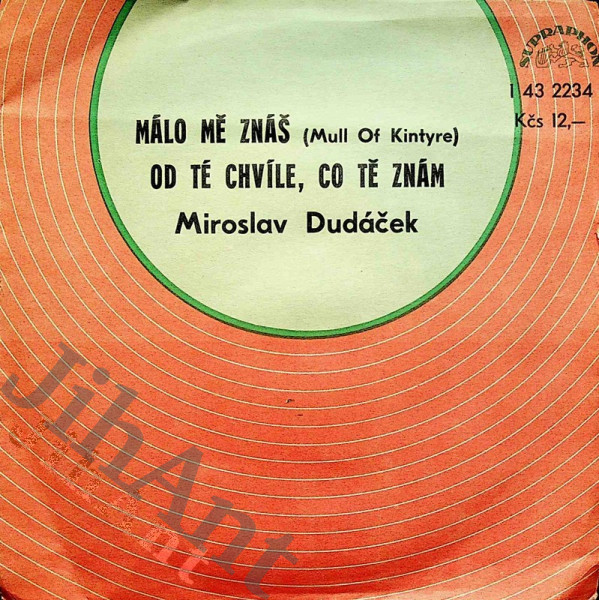 SUPRAPHON
1 43 2234
Kčs 12,—
MÁLO MĚ ZNÁŠ (Mull Of Kintyre)
OD TÉ CHVÍLE, CO TĚ ZNÁM
Miroslav Dudáček
JihAnt